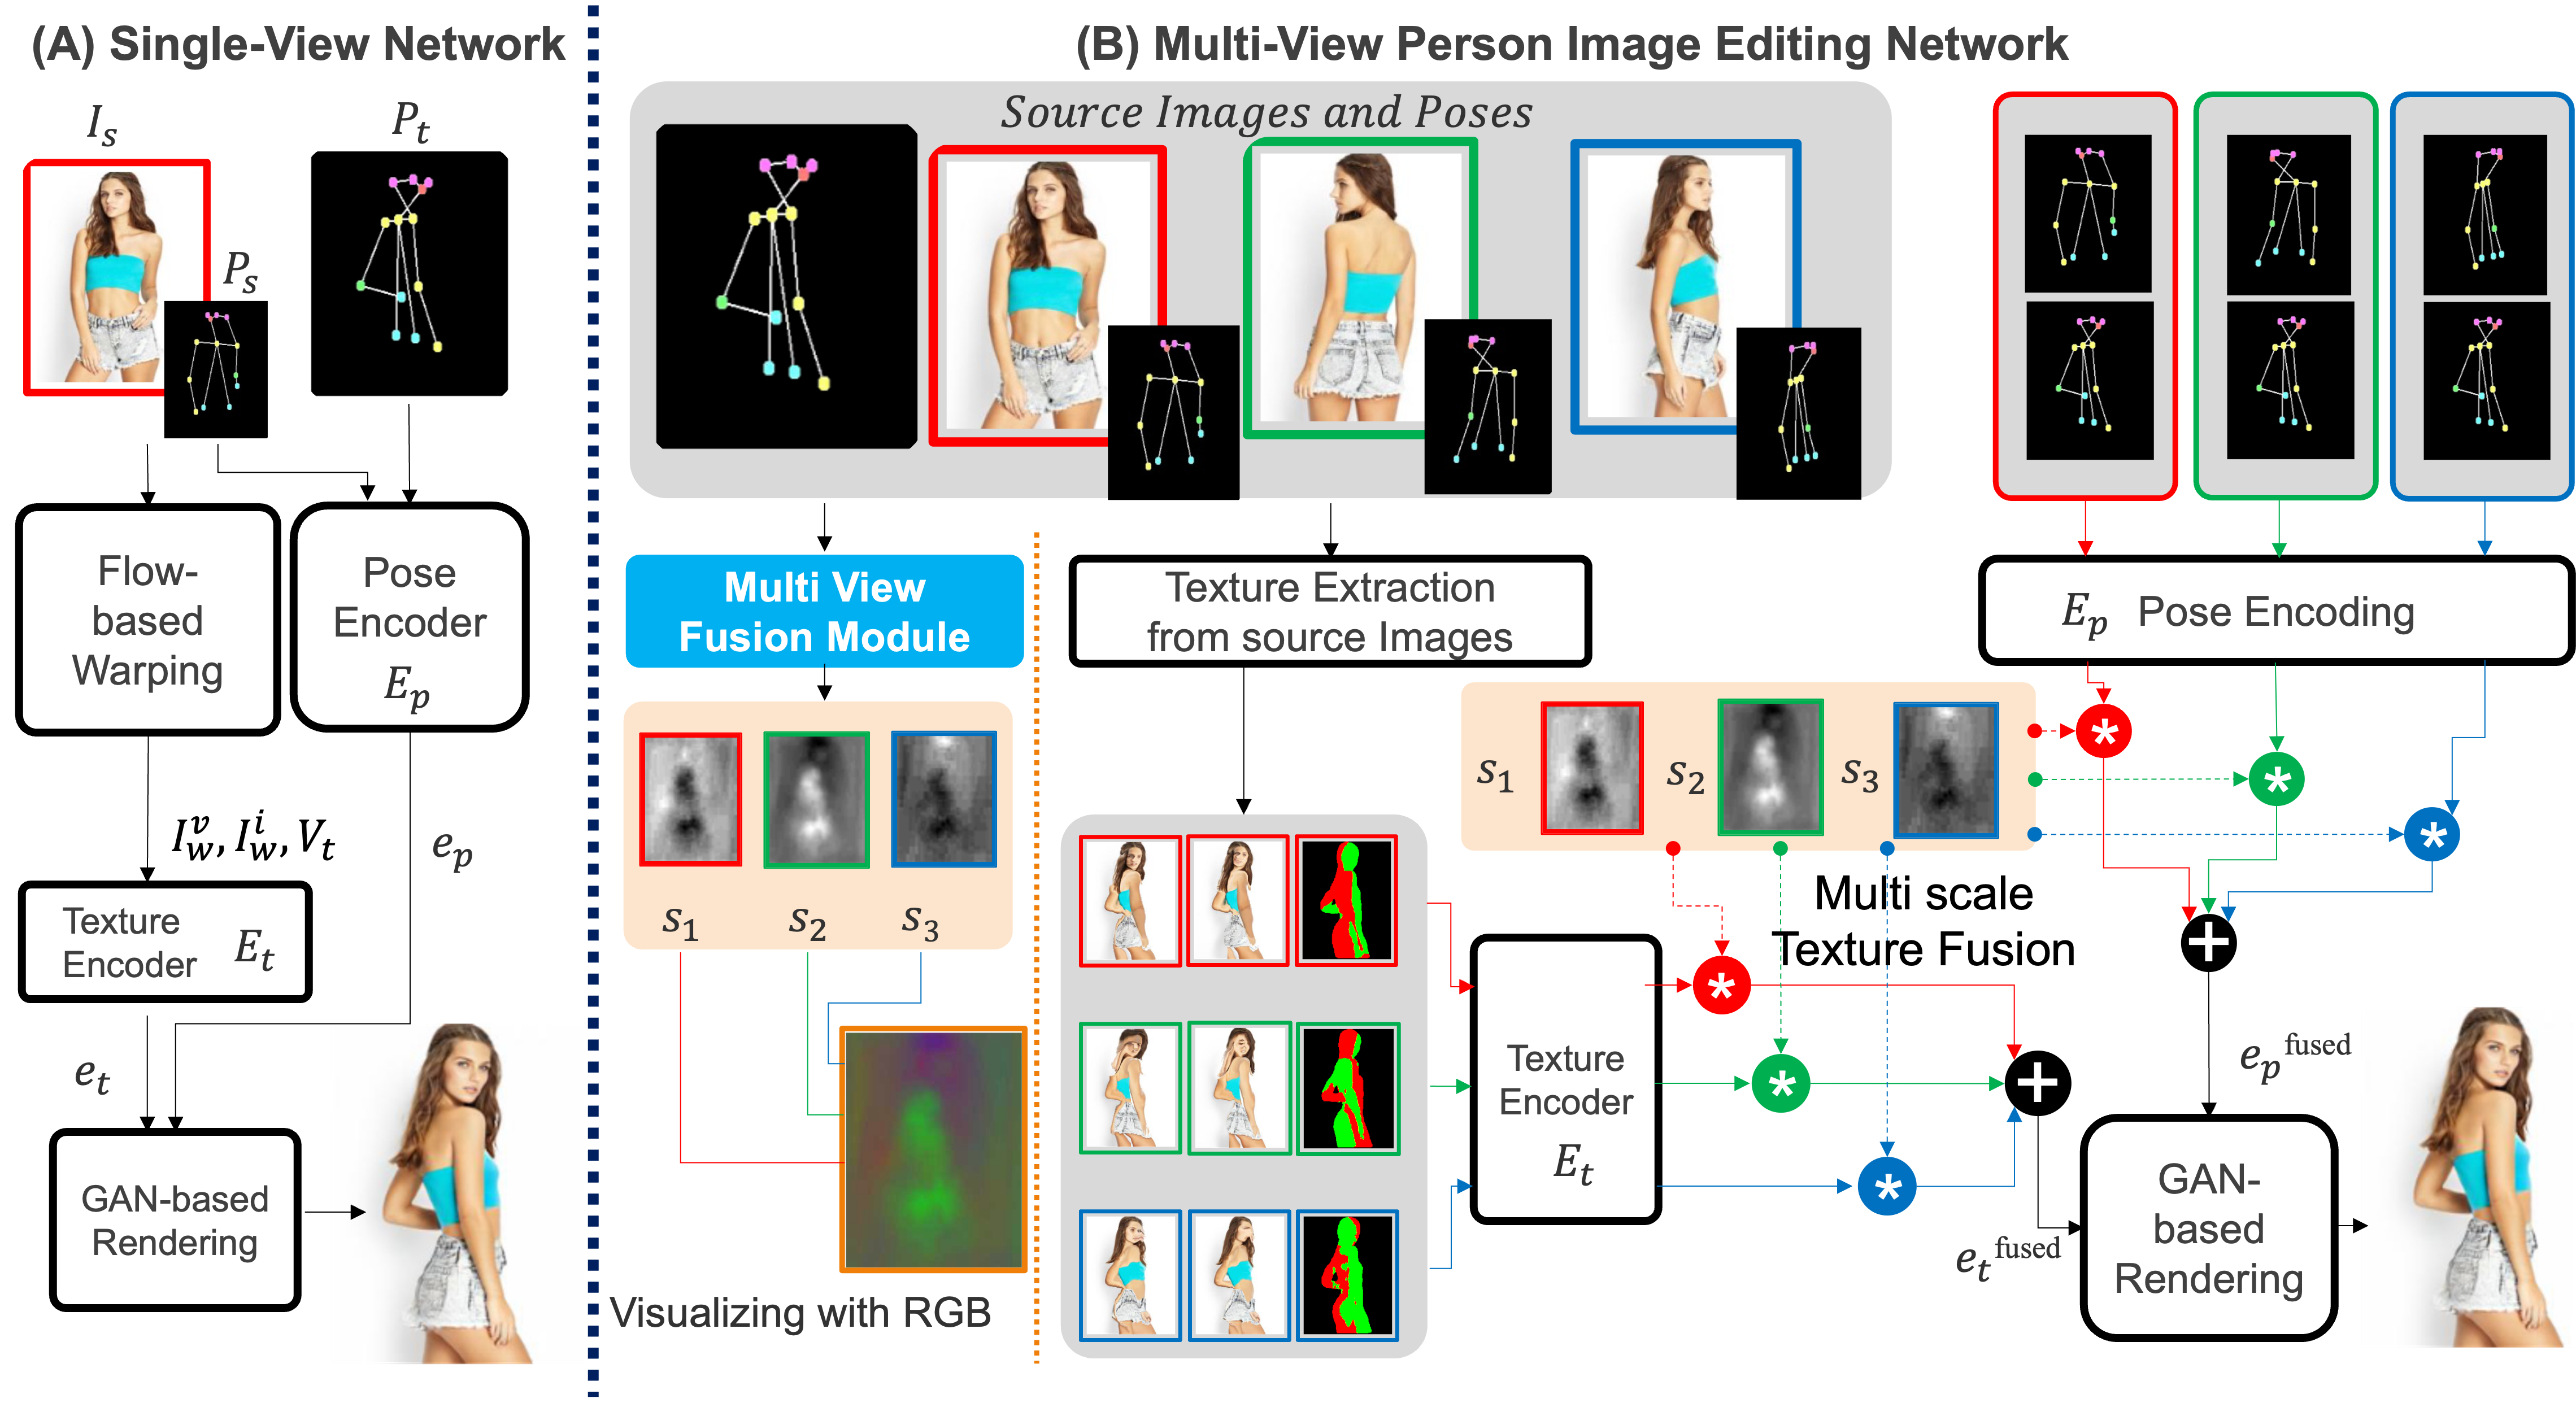 (A) Single-View Network
I_s
P_t
P_s
Flow-
based
Warping
Pose
Encoder
E_p
I_w^v, I_w^i, V_t
e_p
Texture
Encoder
E_t
e_t
GAN-based
Rendering
(B) Multi-View Person Image Editing Network
Source Images and Poses
Multi View
Fusion Module
s_1
s_2
s_3
Visualizing with RGB
Texture Extraction
from source Images
E_p Pose Encoding
s_1
s_2
s_3
*
*
*
Multi scale
Texture Fusion
+
Texture
Encoder
E_t
*
*
*
+
e_p^fused
e_t^fused
GAN-
based
Rendering